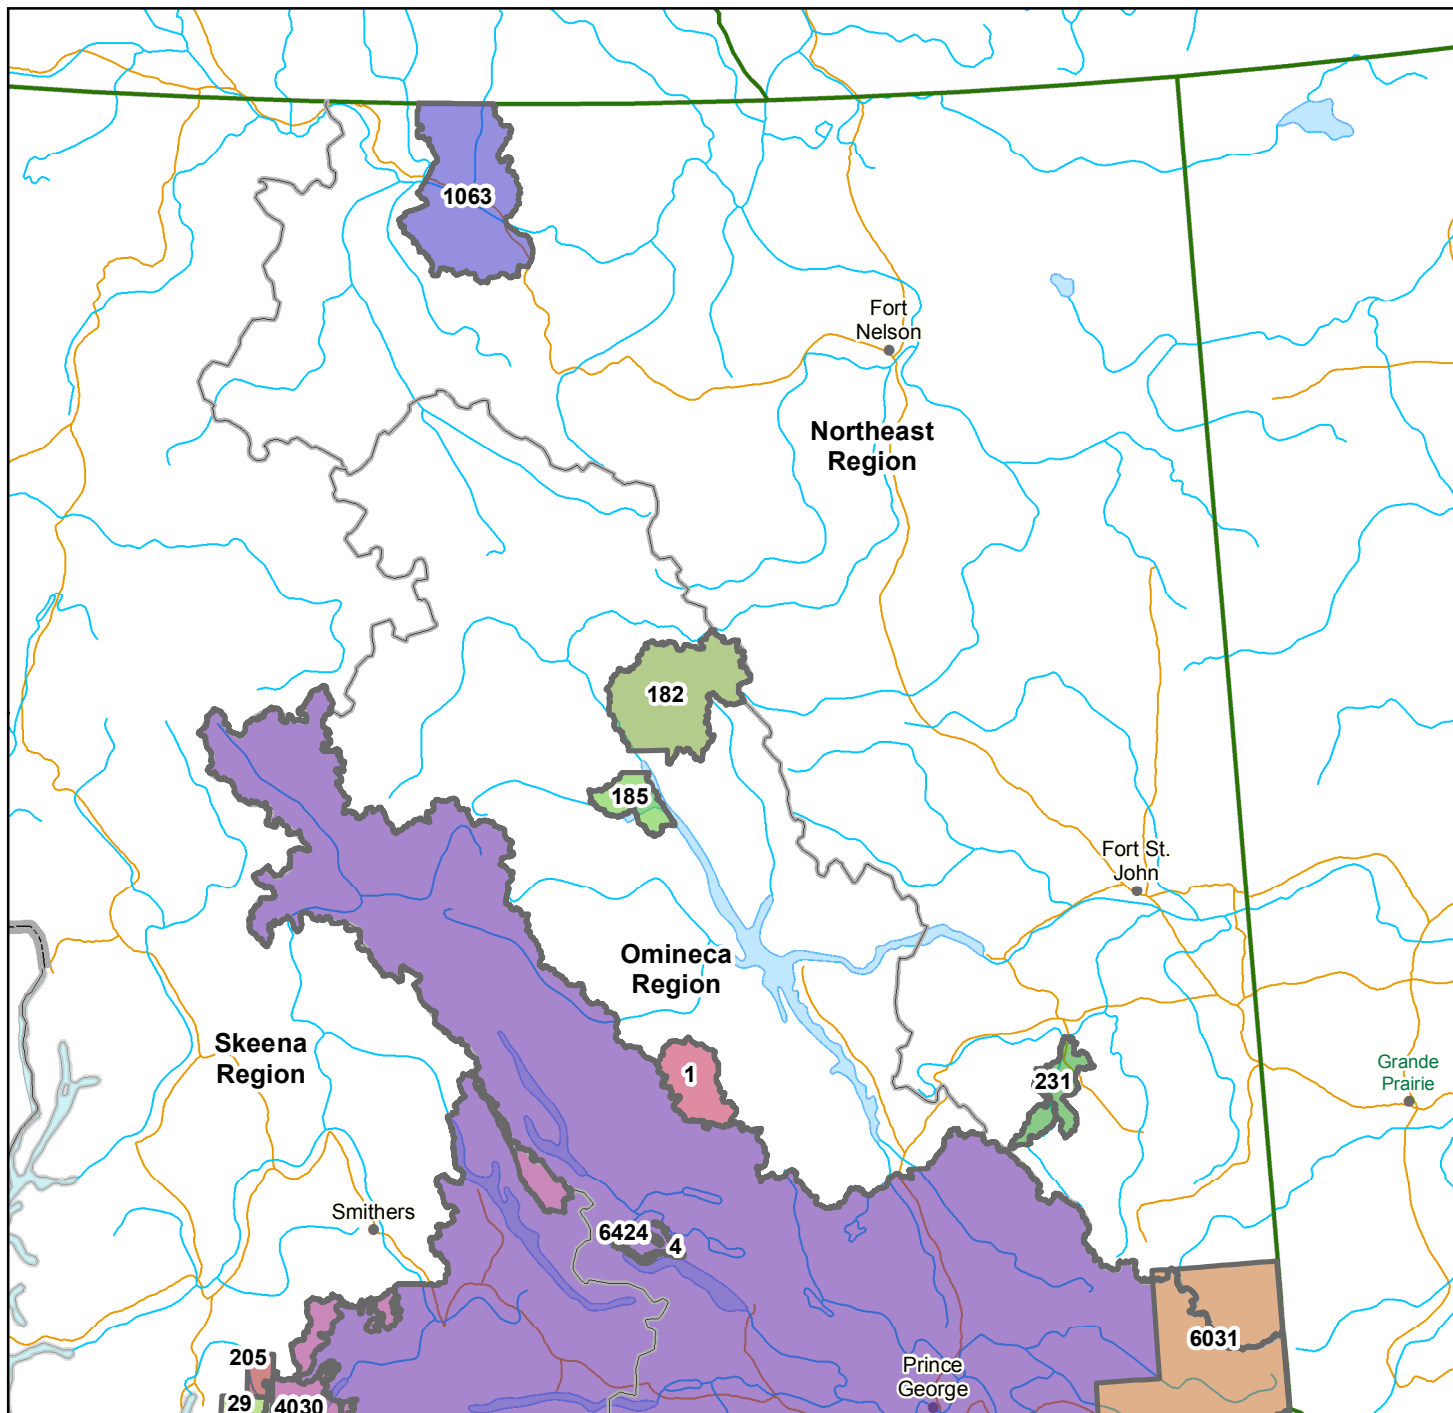 1063
Fort
Nelson
Northeast
Region
182
185
Fort St.
John
Omineca
Region
Skeena
Region
1
231
Grande
Prairie
Smithers
6424
4
6031
205
Prince
George
29
4030